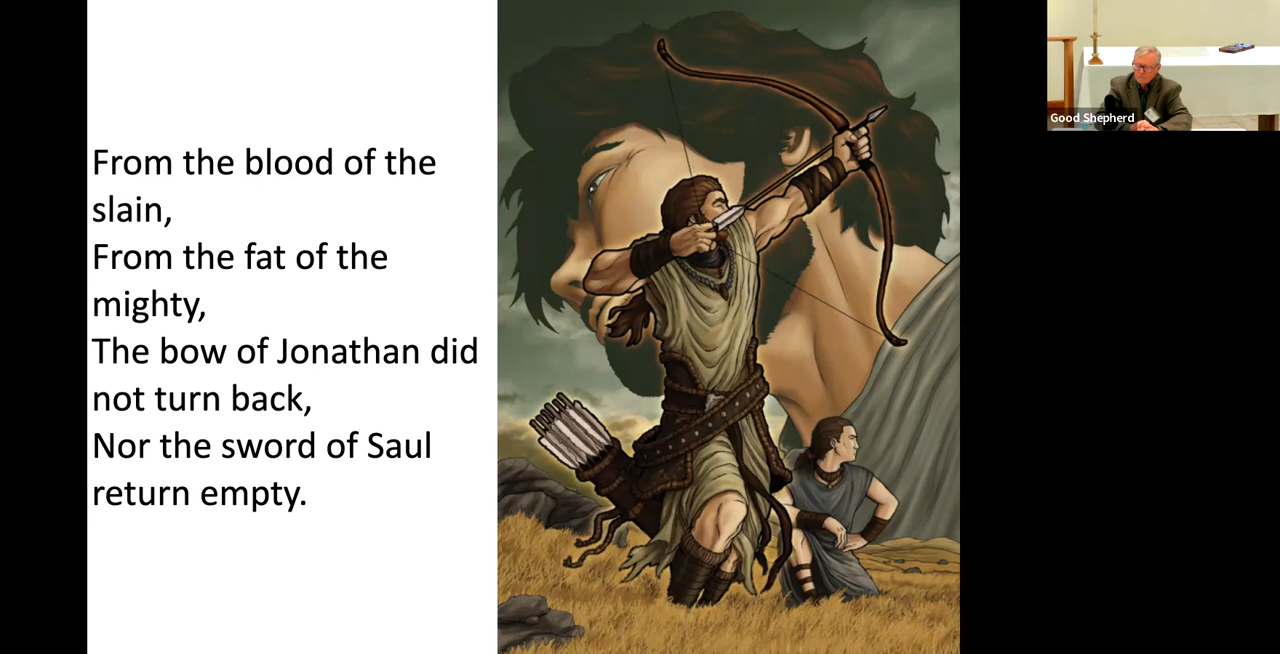 From the blood of the
slain,
From the fat of the
mighty,
The bow of Jonathan did
not turn back,
Nor the sword of Saul
return empty.
Good Shepherd